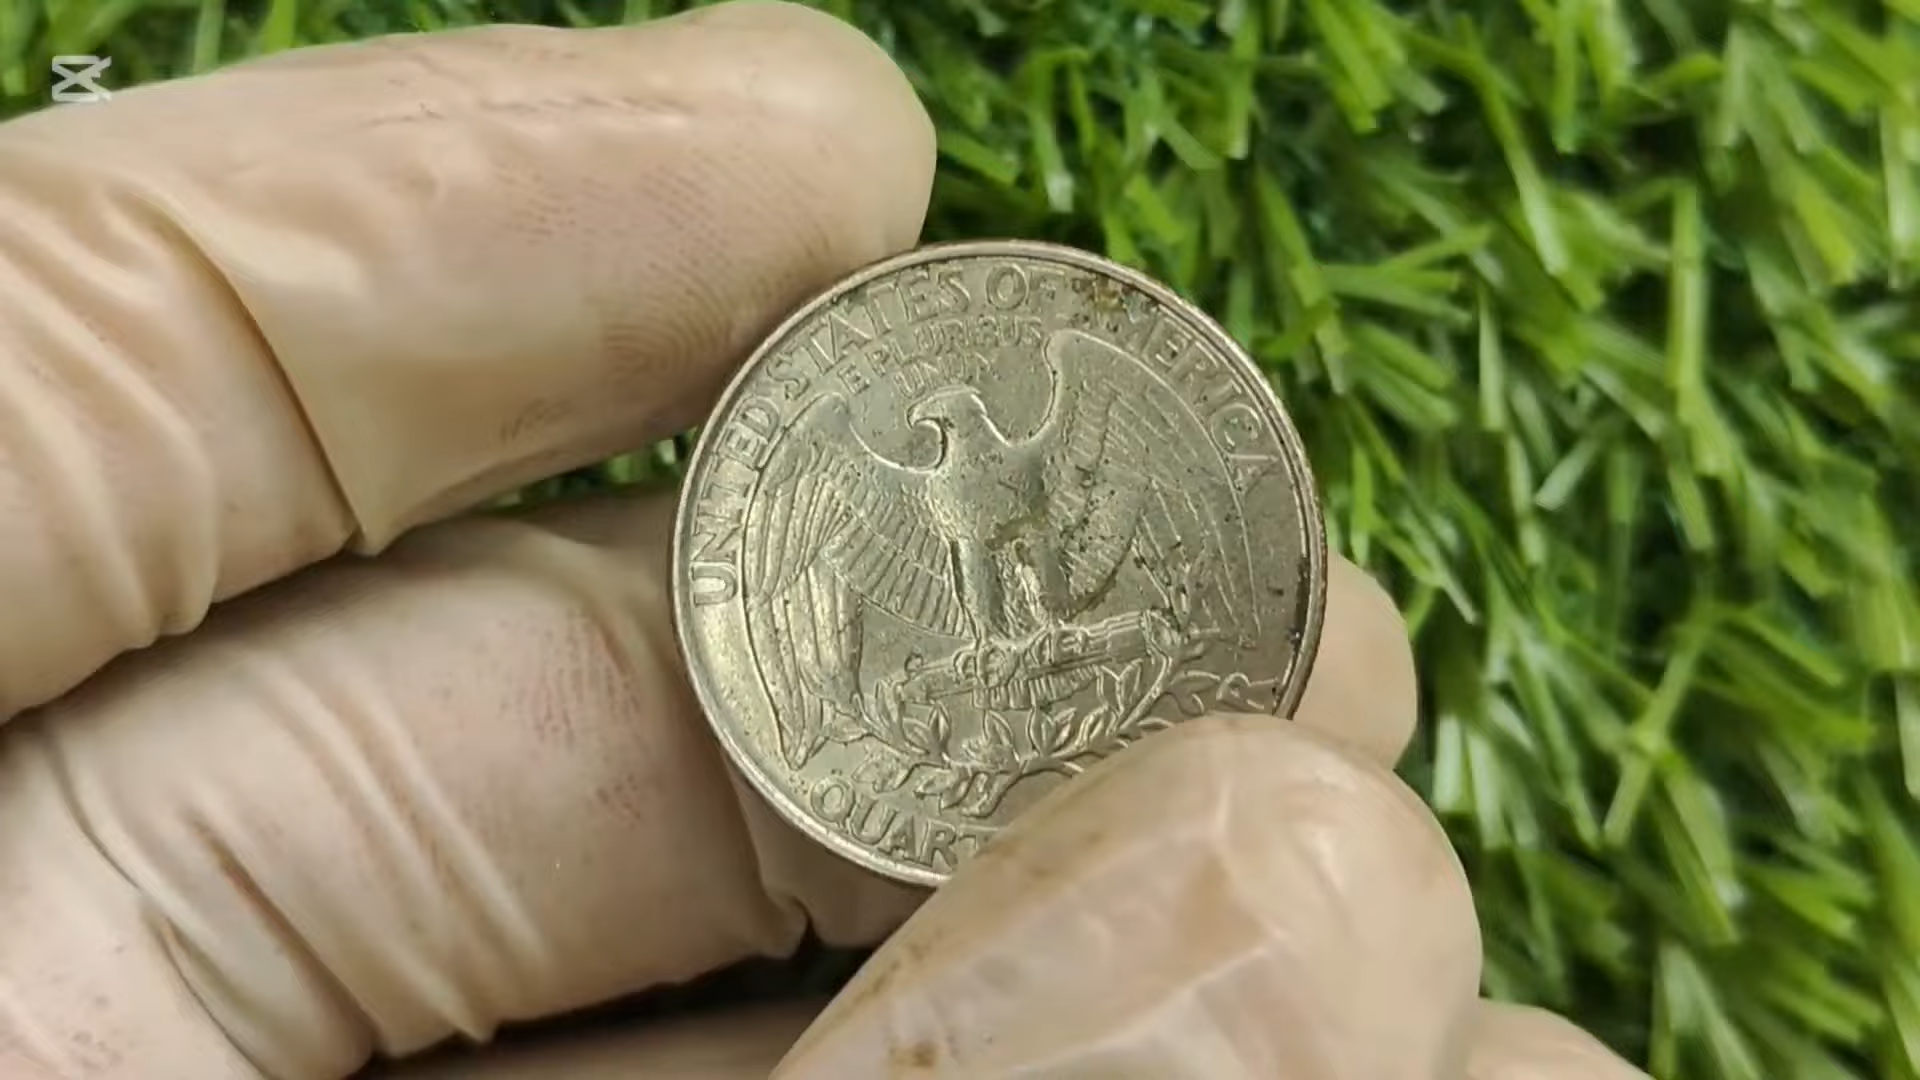 UNITED STATES OF AMERICA
E PLURIBUS
UNUM
QUART
R